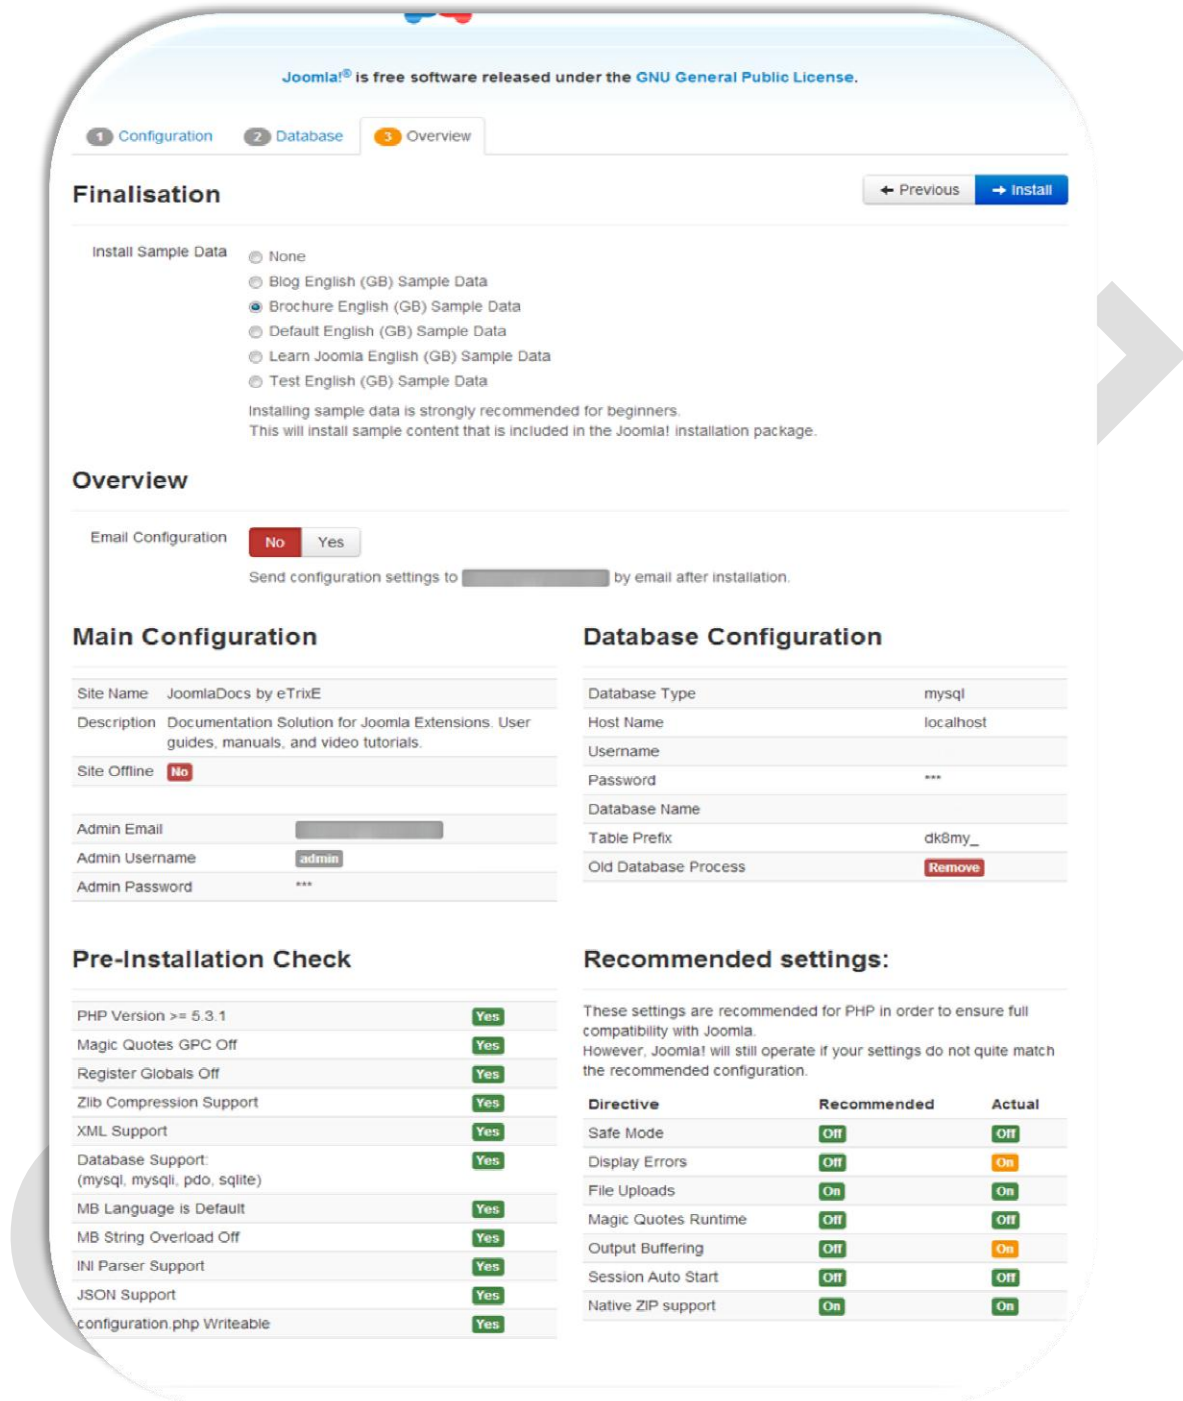 Joomla!® is free software released under the GNU General Public License.
1 Configuration 2 Database 3 Overview
Finalisation
← Previous → Install
Install Sample Data
None
Blog English (GB) Sample Data
Brochure English (GB) Sample Data
Default English (GB) Sample Data
Learn Joomla English (GB) Sample Data
Test English (GB) Sample Data
Installing sample data is strongly recommended for beginners.
This will install sample content that is included in the Joomla! installation package.
Overview
Email Configuration No Yes
Send configuration settings to by email after installation.
Main Configuration
Site Name JoomlaDocs by eTrixE
Description Documentation Solution for Joomla Extensions. User
guides, manuals, and video tutorials.
Site Offline No
Admin Email
Admin Username admin
Admin Password ***
Database Configuration
Database Type mysql
Host Name localhost
Username
Password ***
Database Name
Table Prefix dk8my_
Old Database Process Remove
Pre-Installation Check
PHP Version >= 5.3.1 Yes
Magic Quotes GPC Off Yes
Register Globals Off Yes
Zlib Compression Support Yes
XML Support Yes
Database Support: Yes
(mysql, mysqli, pdo, sqlite)
MB Language is Default Yes
MB String Overload Off Yes
INI Parser Support Yes
JSON Support Yes
configuration.php Writeable Yes
Recommended settings:
These settings are recommended for PHP in order to ensure full
compatibility with Joomla.
However, Joomla! will still operate if your settings do not quite match
the recommended configuration.
Directive Recommended Actual
Safe Mode Off Off
Display Errors Off On
File Uploads On On
Magic Quotes Runtime Off Off
Output Buffering Off On
Session Auto Start Off Off
Native ZIP support On On